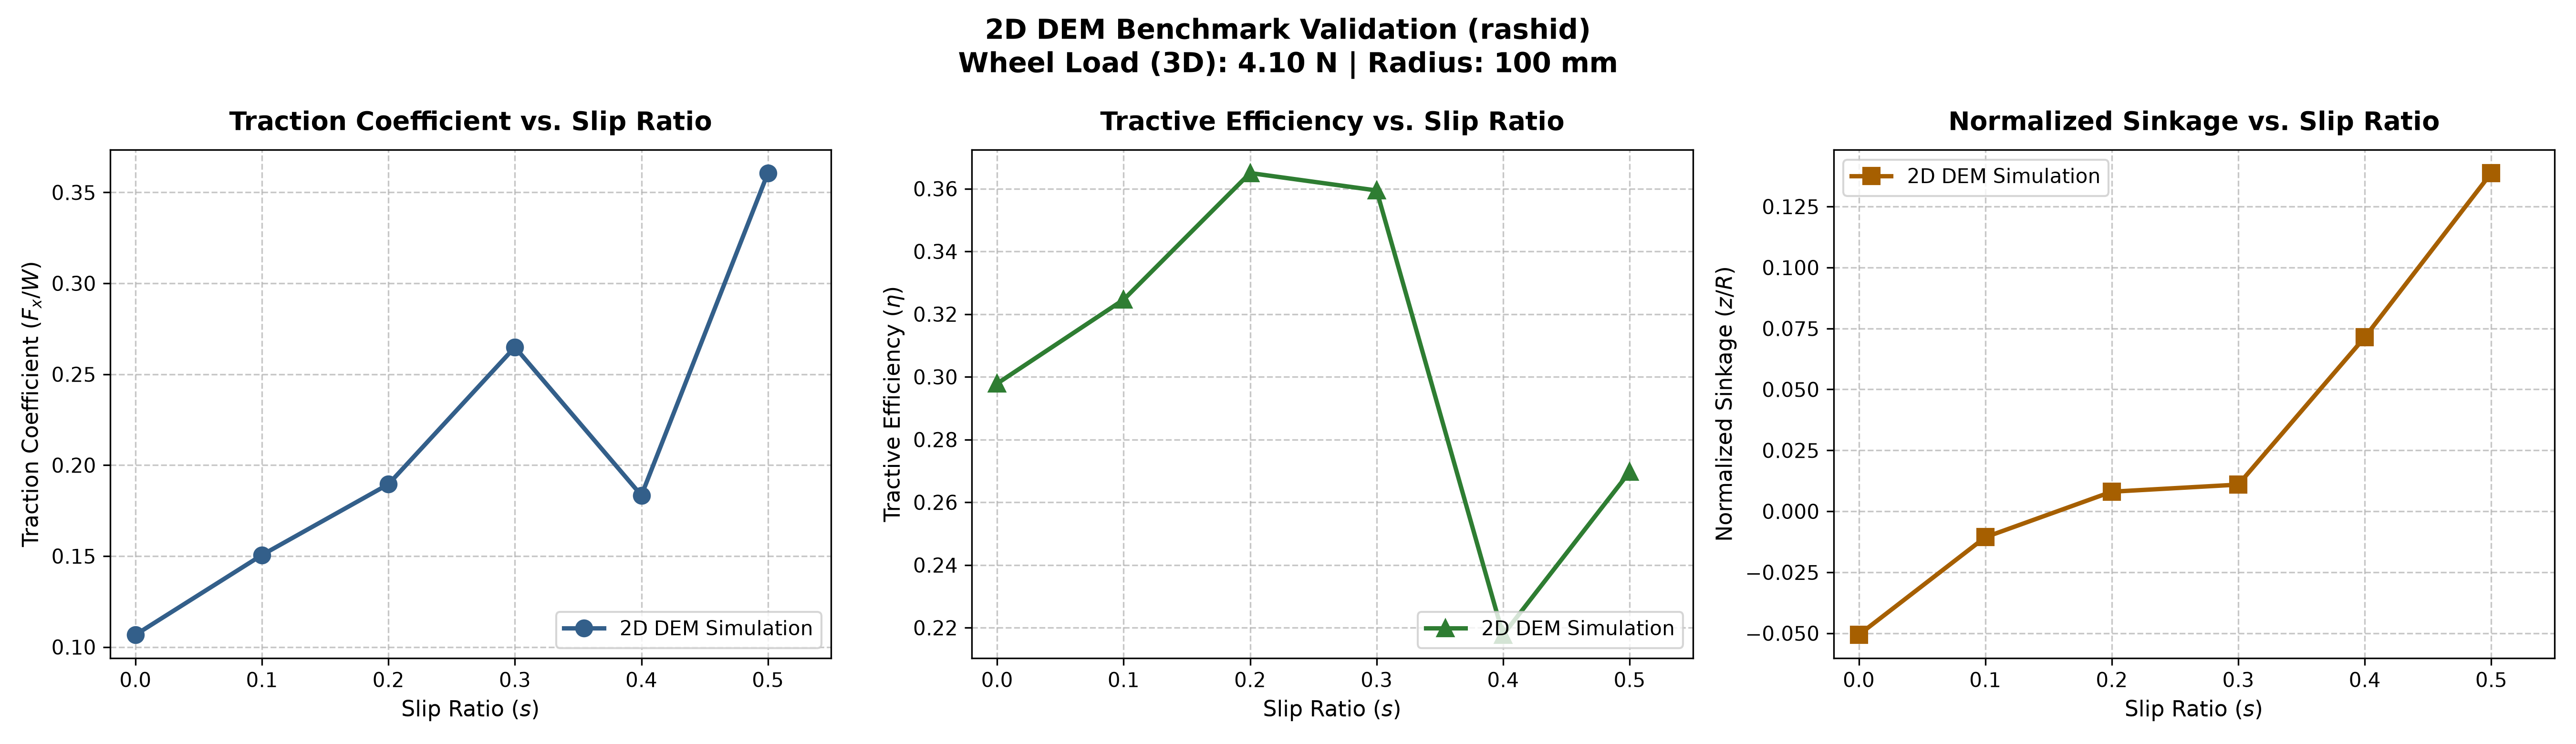 2D DEM Benchmark Validation (rashid)
Wheel Load (3D): 4.10 N | Radius: 100 mm
Traction Coefficient vs. Slip Ratio
Traction Coefficient (Fₓ/W)
0.35
0.30
0.25
0.20
0.15
0.10
2D DEM Simulation
0.0 0.1 0.2 0.3 0.4 0.5
Slip Ratio (s)
Tractive Efficiency vs. Slip Ratio
Tractive Efficiency (η)
0.36
0.34
0.32
0.30
0.28
0.26
0.24
0.22
2D DEM Simulation
0.0 0.1 0.2 0.3 0.4 0.5
Slip Ratio (s)
Normalized Sinkage vs. Slip Ratio
Normalized Sinkage (z/R)
2D DEM Simulation
0.125
0.100
0.075
0.050
0.025
0.000
−0.025
−0.050
0.0 0.1 0.2 0.3 0.4 0.5
Slip Ratio (s)